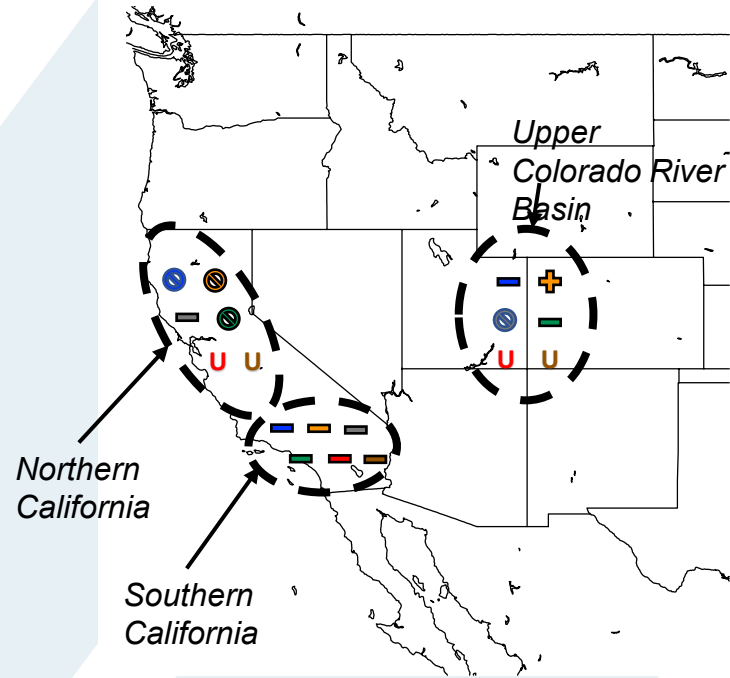 Upper
Colorado River
Basin
U U
U U
Northern
California
Southern
California